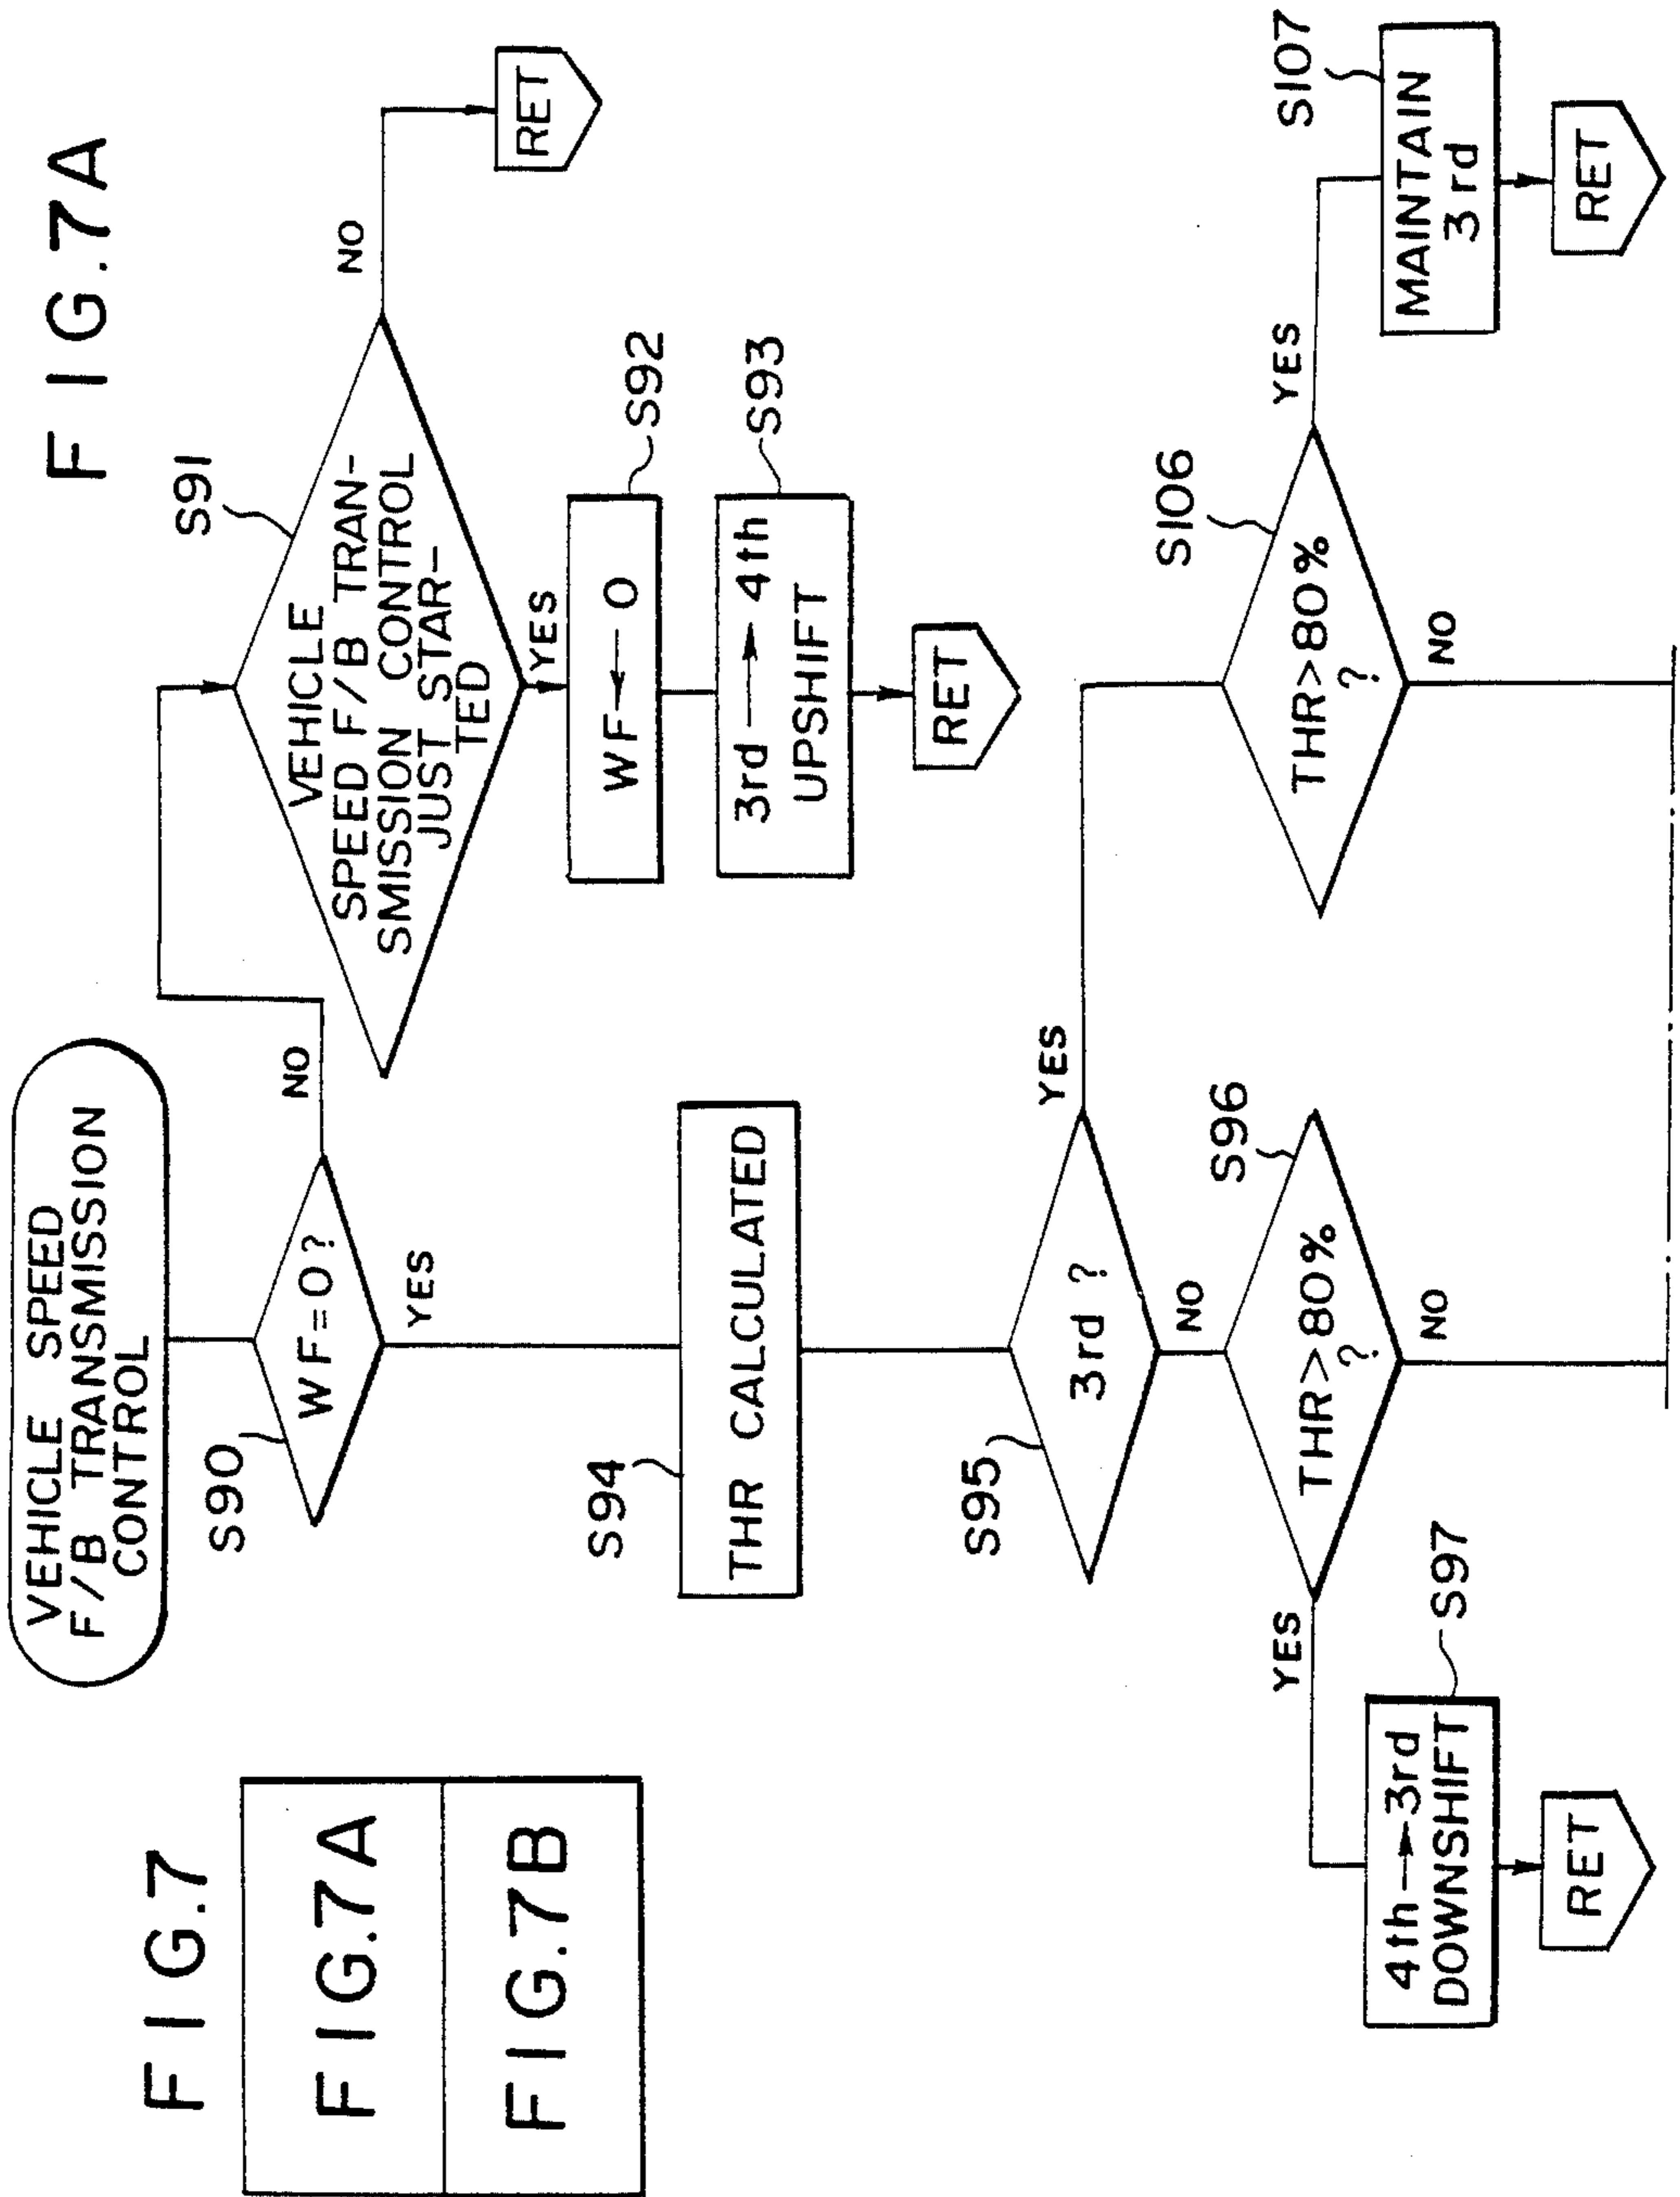 FIG.7
FIG.7A
FIG.7B
FIG.7A
VEHICLE SPEED
F/B TRANSMISSION
CONTROL
S90
WF=0?
NO
YES
S91
VEHICLE
SPEED F/B TRAN-
SMISSION CONTROL
JUST STAR-
TED
NO
RET
YES
S92
WF←0
S93
3rd→4th
UPSHIFT
RET
S94
THR CALCULATED
S95
3rd ?
YES
NO
S96
THR>80%
?
YES
NO
S97
4th→3rd
DOWNSHIFT
RET
S106
THR>80%
?
YES
NO
S107
MAINTAIN
3rd
RET